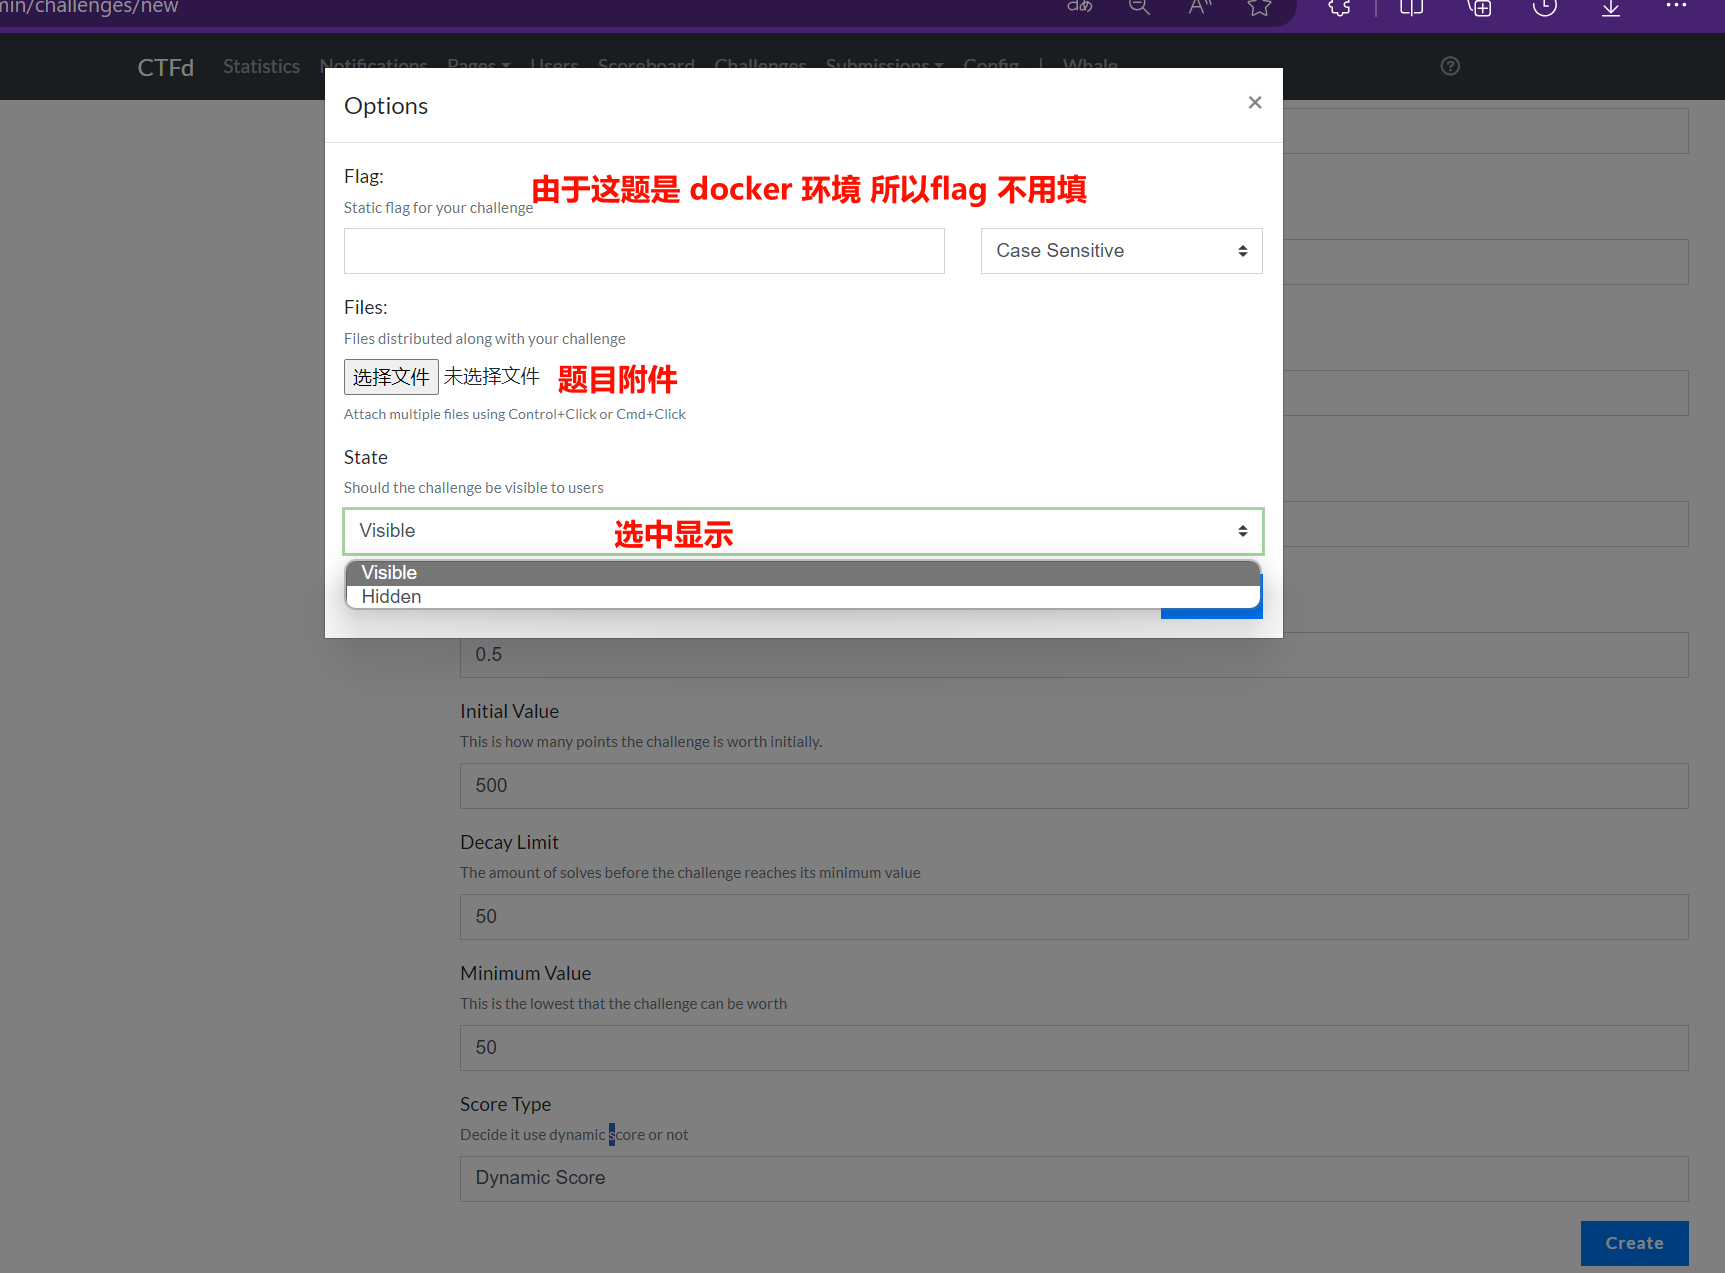 min/challenges/new
CTFd Statistics Notifications Pages Users Scoreboard Challenges Submissions Config | Whale
Options
×
Flag:
由于这题是 docker 环境 所以flag 不用填
Static flag for your challenge
Case Sensitive
Files:
Files distributed along with your challenge
选择文件 未选择文件 题目附件
Attach multiple files using Control+Click or Cmd+Click
State
Should the challenge be visible to users
Visible 选中显示
Visible
Hidden
0.5
Initial Value
This is how many points the challenge is worth initially.
500
Decay Limit
The amount of solves before the challenge reaches its minimum value
50
Minimum Value
This is the lowest that the challenge can be worth
50
Score Type
Decide it use dynamic score or not
Dynamic Score
Create